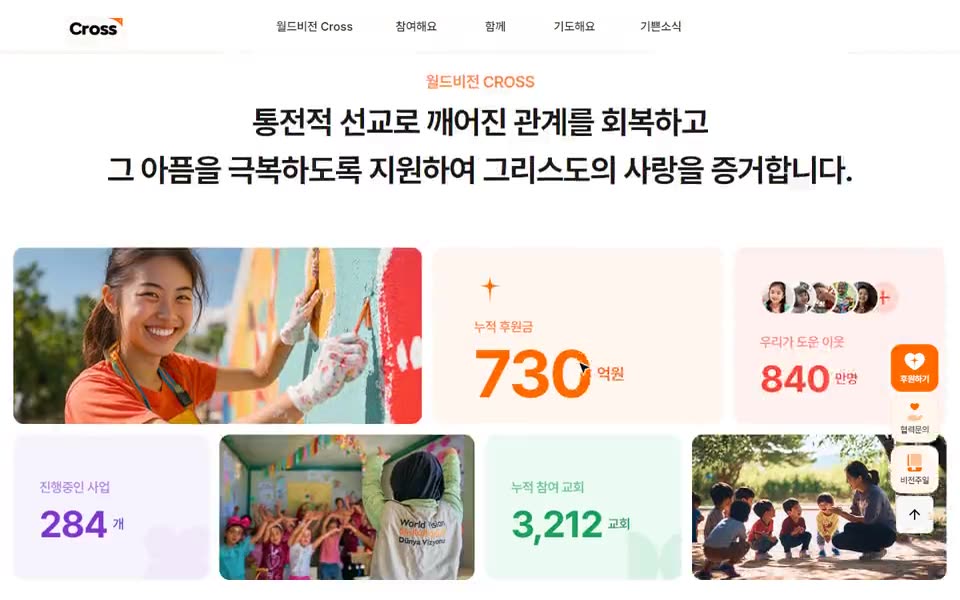 Cross
월드비전 Cross
참여해요
함께
기도해요
기쁜소식
월드비전 CROSS
통전적 선교로 깨어진 관계를 회복하고
그 아픔을 극복하도록 지원하여 그리스도의 사랑을 증거합니다.
누적 후원금
730 억원
우리가 도운 이웃
840 만명
후원하기
협력문의
비전주일
진행중인 사업
284 개
World Vision
Dünya Vizyonu
누적 참여 교회
3,212 교회